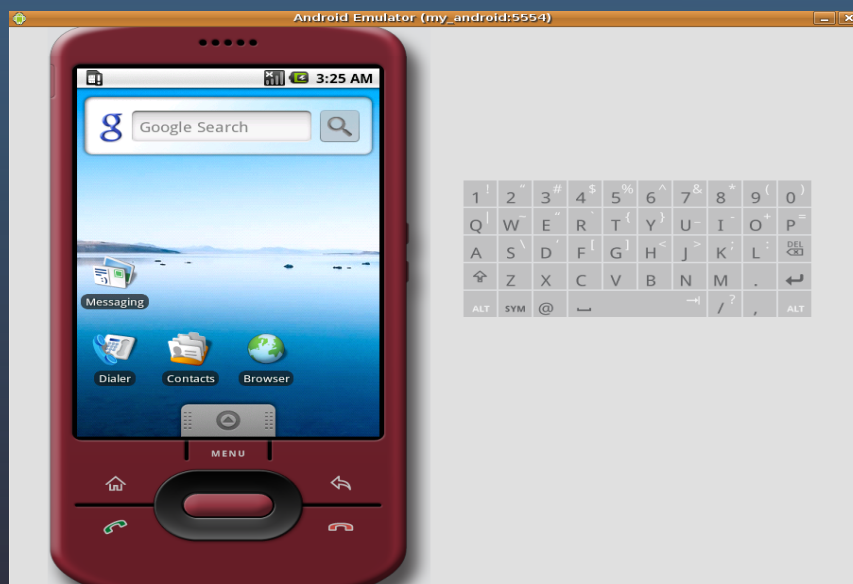 Android Emulator (my_android:5554)
3:25 AM
g Google Search
Messaging
Dialer Contacts Browser
MENU
1 ! 2 " 3 # 4 $ 5 % 6 ^ 7 & 8 * 9 ( 0 )
Q | W ~ E " R ` T { Y } U _ I - O + P =
A S \ D ' F [ G ] H < J > K ; L : DEL
Z X C V B N M .
ALT SYM @ / ? , ALT